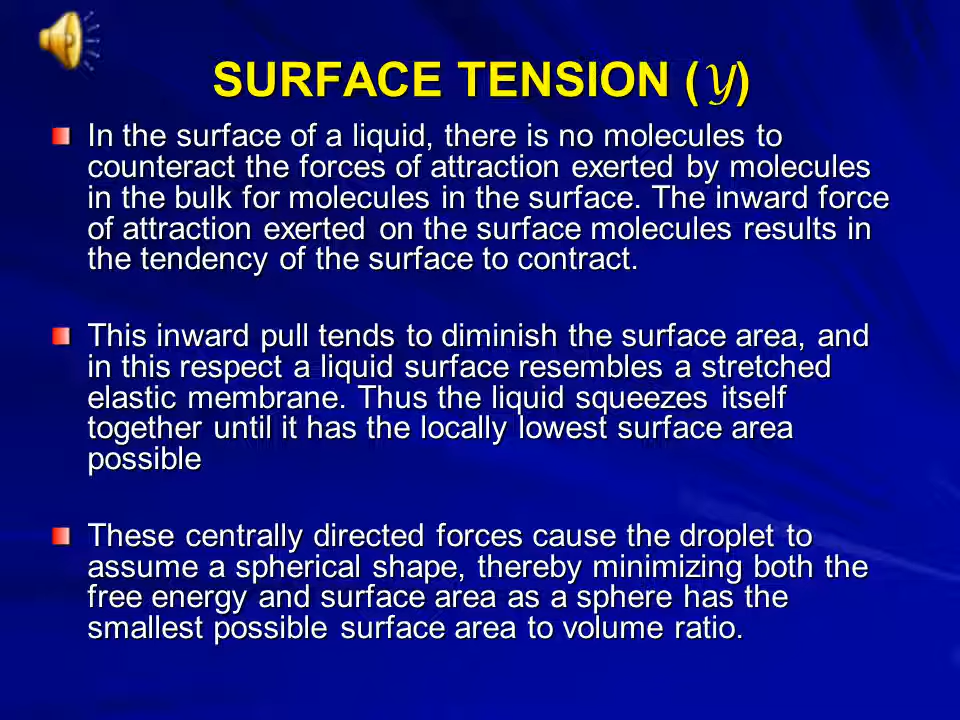 SURFACE TENSION (γ)
In the surface of a liquid, there is no molecules to
counteract the forces of attraction exerted by molecules
in the bulk for molecules in the surface. The inward force
of attraction exerted on the surface molecules results in
the tendency of the surface to contract.
This inward pull tends to diminish the surface area, and
in this respect a liquid surface resembles a stretched
elastic membrane. Thus the liquid squeezes itself
together until it has the locally lowest surface area
possible
These centrally directed forces cause the droplet to
assume a spherical shape, thereby minimizing both the
free energy and surface area as a sphere has the
smallest possible surface area to volume ratio.